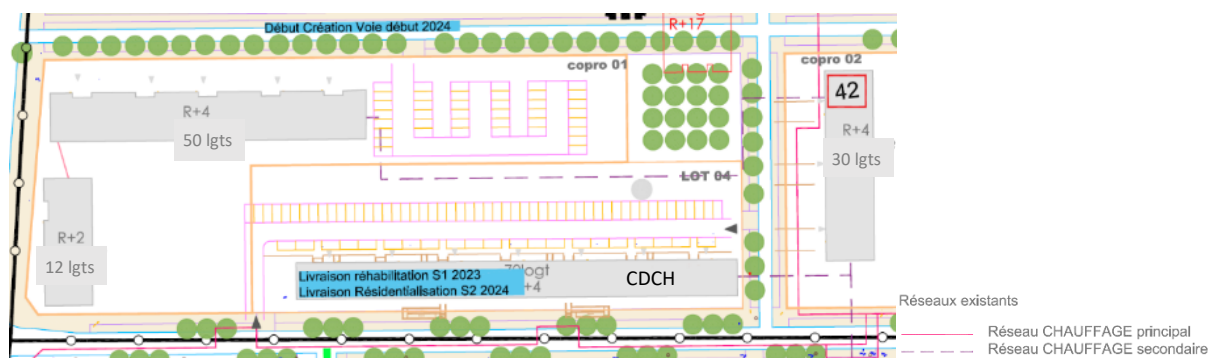 Début Création Voie début 2024
R+17
copro 01
copro 02
42
R+4
50 lgts
R+4
30 lgts
LOT 04
R+2
12 lgts
Livraison réhabilitation S1 2023
Livraison Résidentialisation S2 2024
logt
+4
CDCH
Réseaux existants
Réseau CHAUFFAGE principal
Réseau CHAUFFAGE secondaire